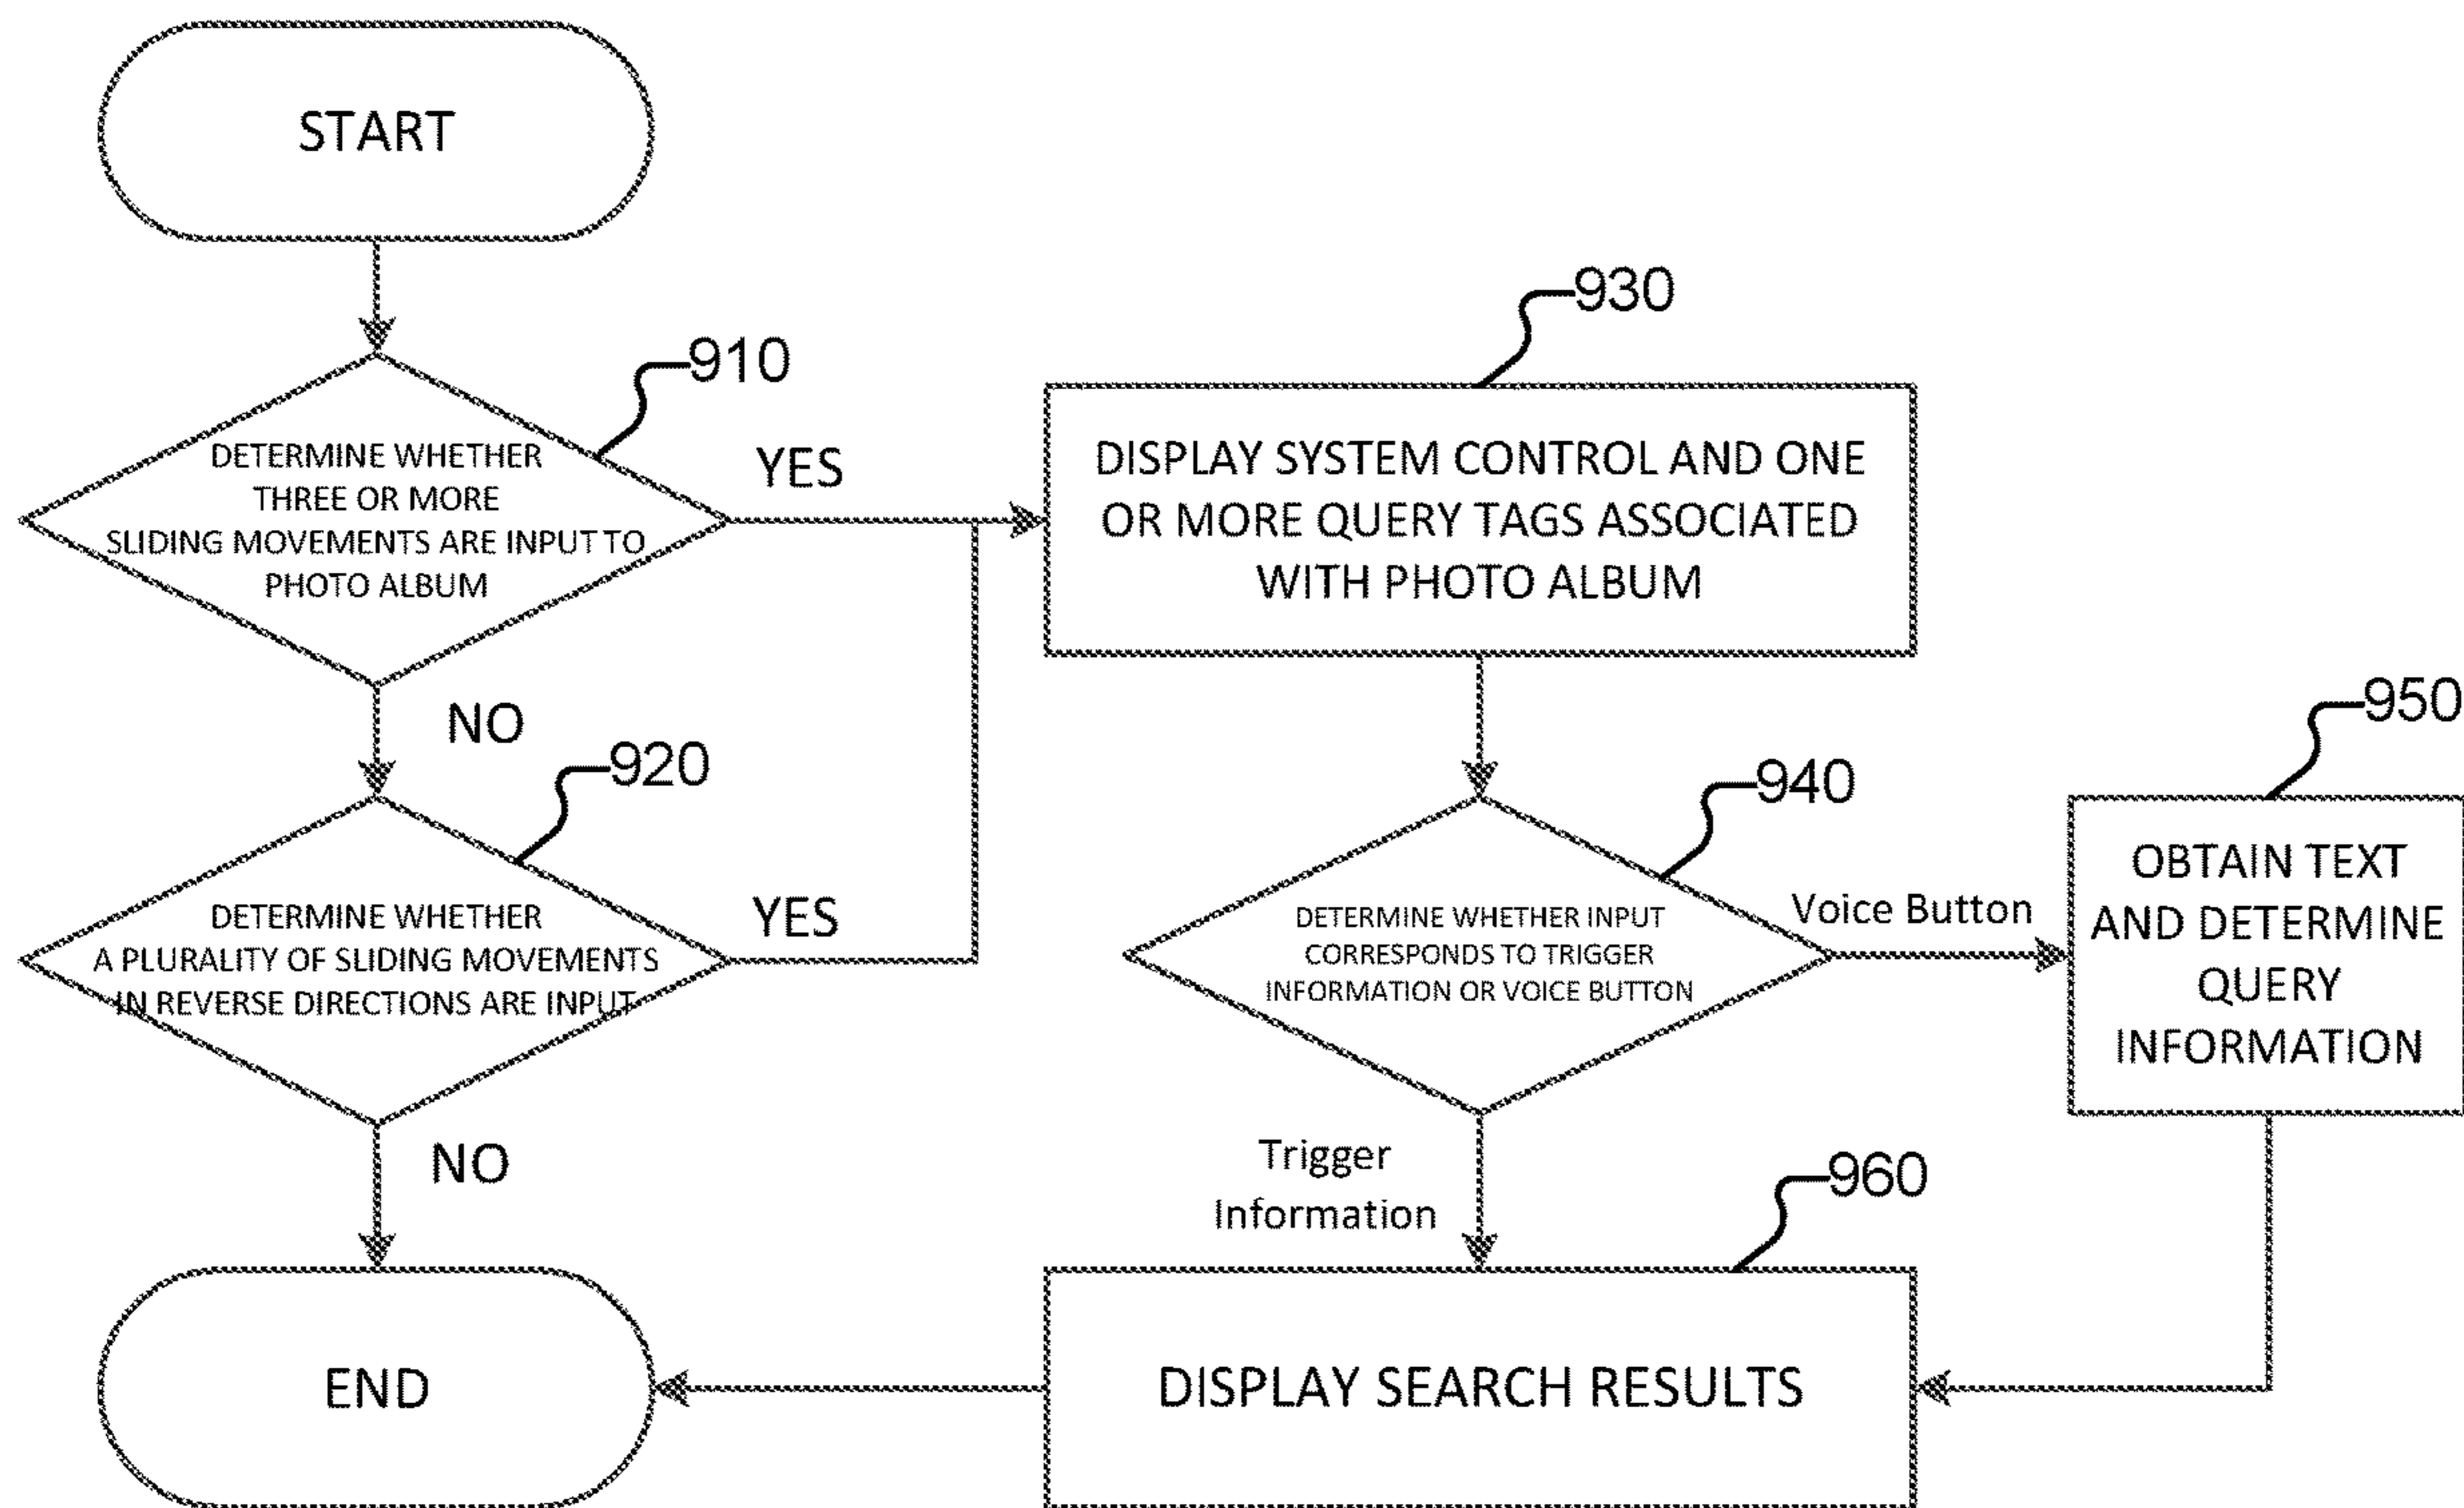 START
910
DETERMINE WHETHER
THREE OR MORE
SLIDING MOVEMENTS ARE INPUT TO
PHOTO ALBUM
YES
NO
920
DETERMINE WHETHER
A PLURALITY OF SLIDING MOVEMENTS
IN REVERSE DIRECTIONS ARE INPUT
YES
NO
930
DISPLAY SYSTEM CONTROL AND ONE
OR MORE QUERY TAGS ASSOCIATED
WITH PHOTO ALBUM
940
DETERMINE WHETHER INPUT
CORRESPONDS TO TRIGGER
INFORMATION OR VOICE BUTTON
Voice Button
950
OBTAIN TEXT
AND DETERMINE
QUERY
INFORMATION
Trigger
Information
960
DISPLAY SEARCH RESULTS
END